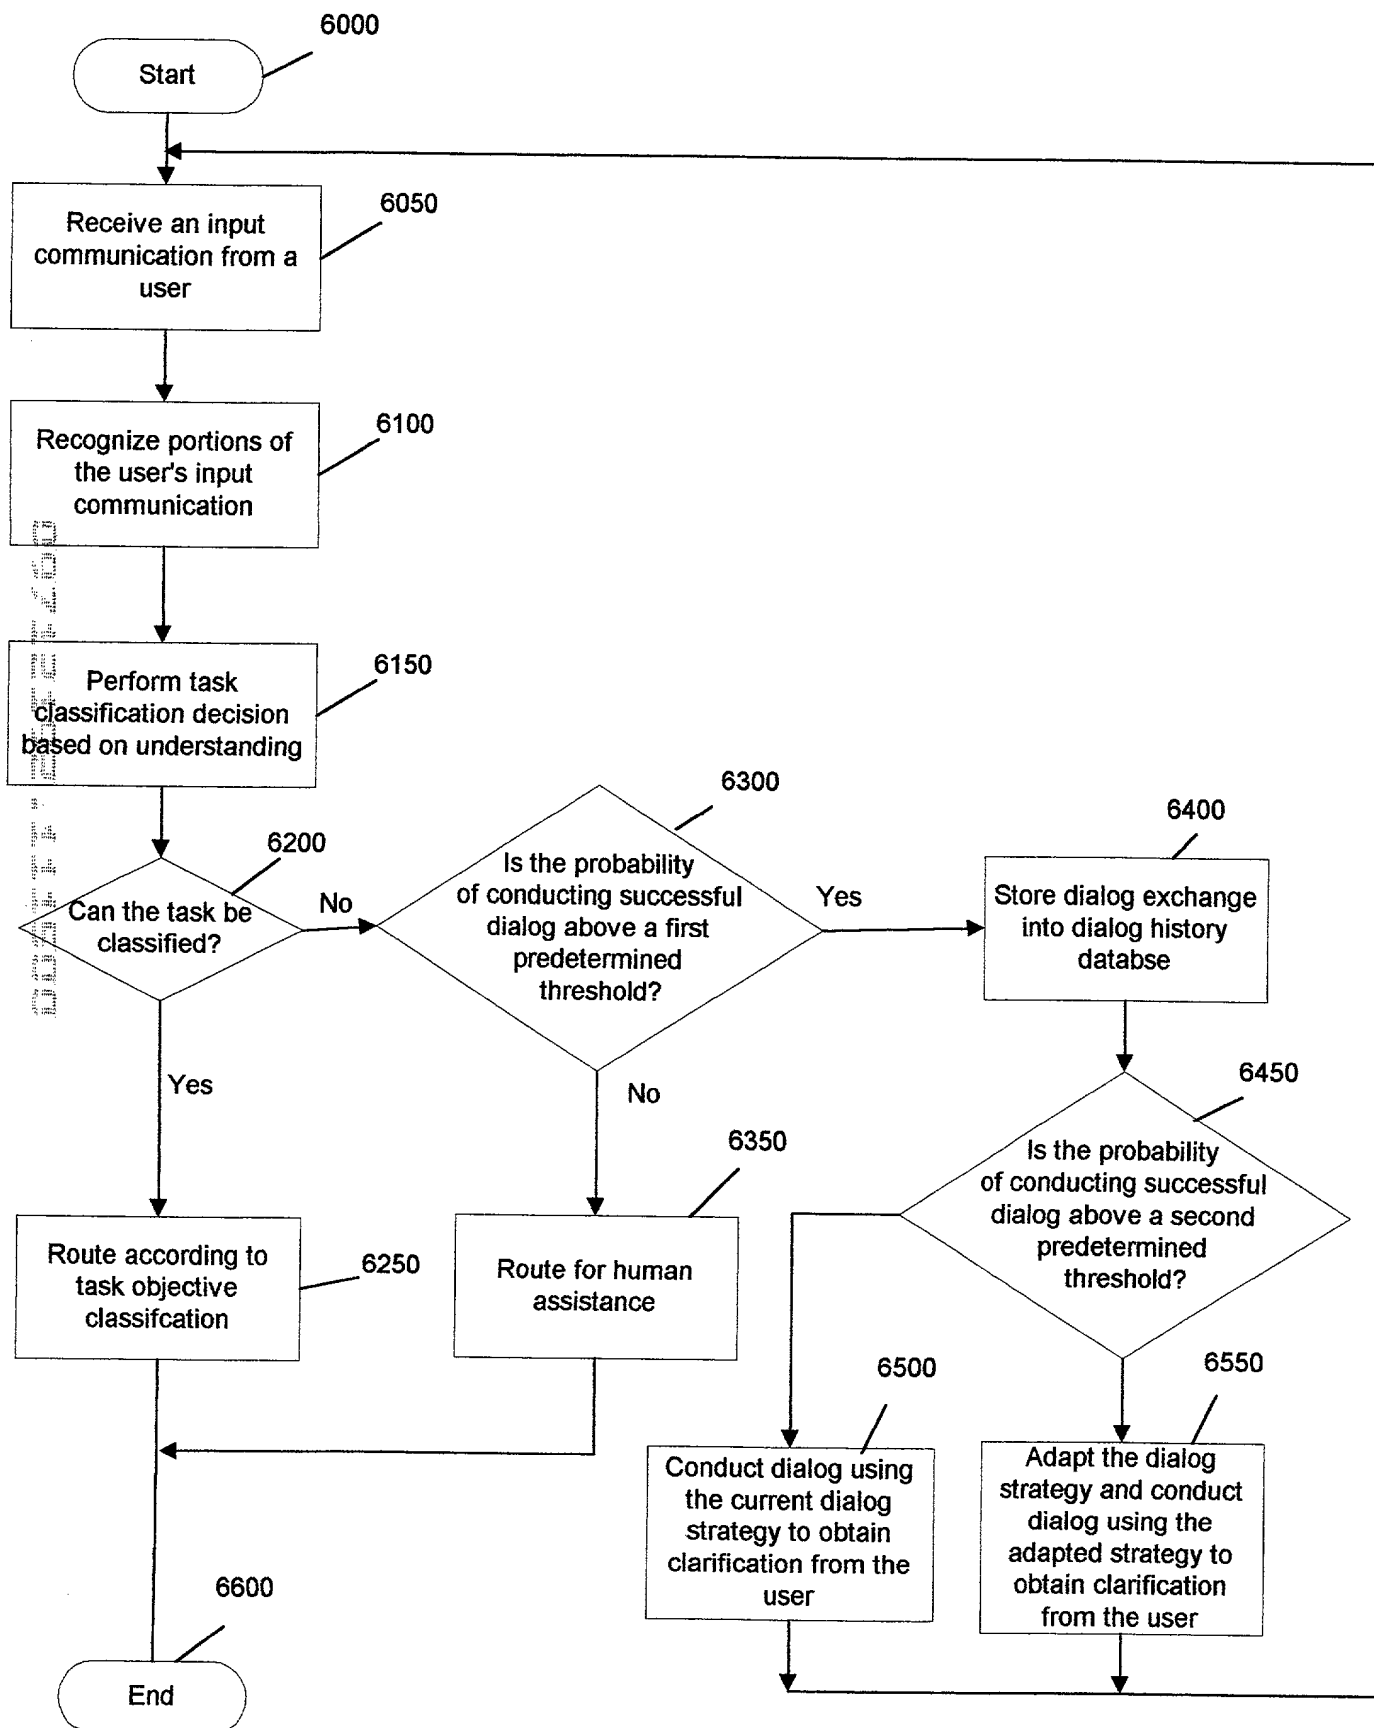 6000
Start
6050
Receive an input
communication from a
user
6100
Recognize portions of
the user's input
communication
6150
Perform task
classification decision
based on understanding
6200
Can the task be
classified?
No
Yes
6300
Is the probability
of conducting successful
dialog above a first
predetermined
threshold?
Yes
No
6400
Store dialog exchange
into dialog history
databse
6450
Is the probability
of conducting successful
dialog above a second
predetermined
threshold?
6250
Route according to
task objective
classifcation
6350
Route for human
assistance
6500
Conduct dialog using
the current dialog
strategy to obtain
clarification from the
user
6550
Adapt the dialog
strategy and conduct
dialog using the
adapted strategy to
obtain clarification
from the user
6600
End